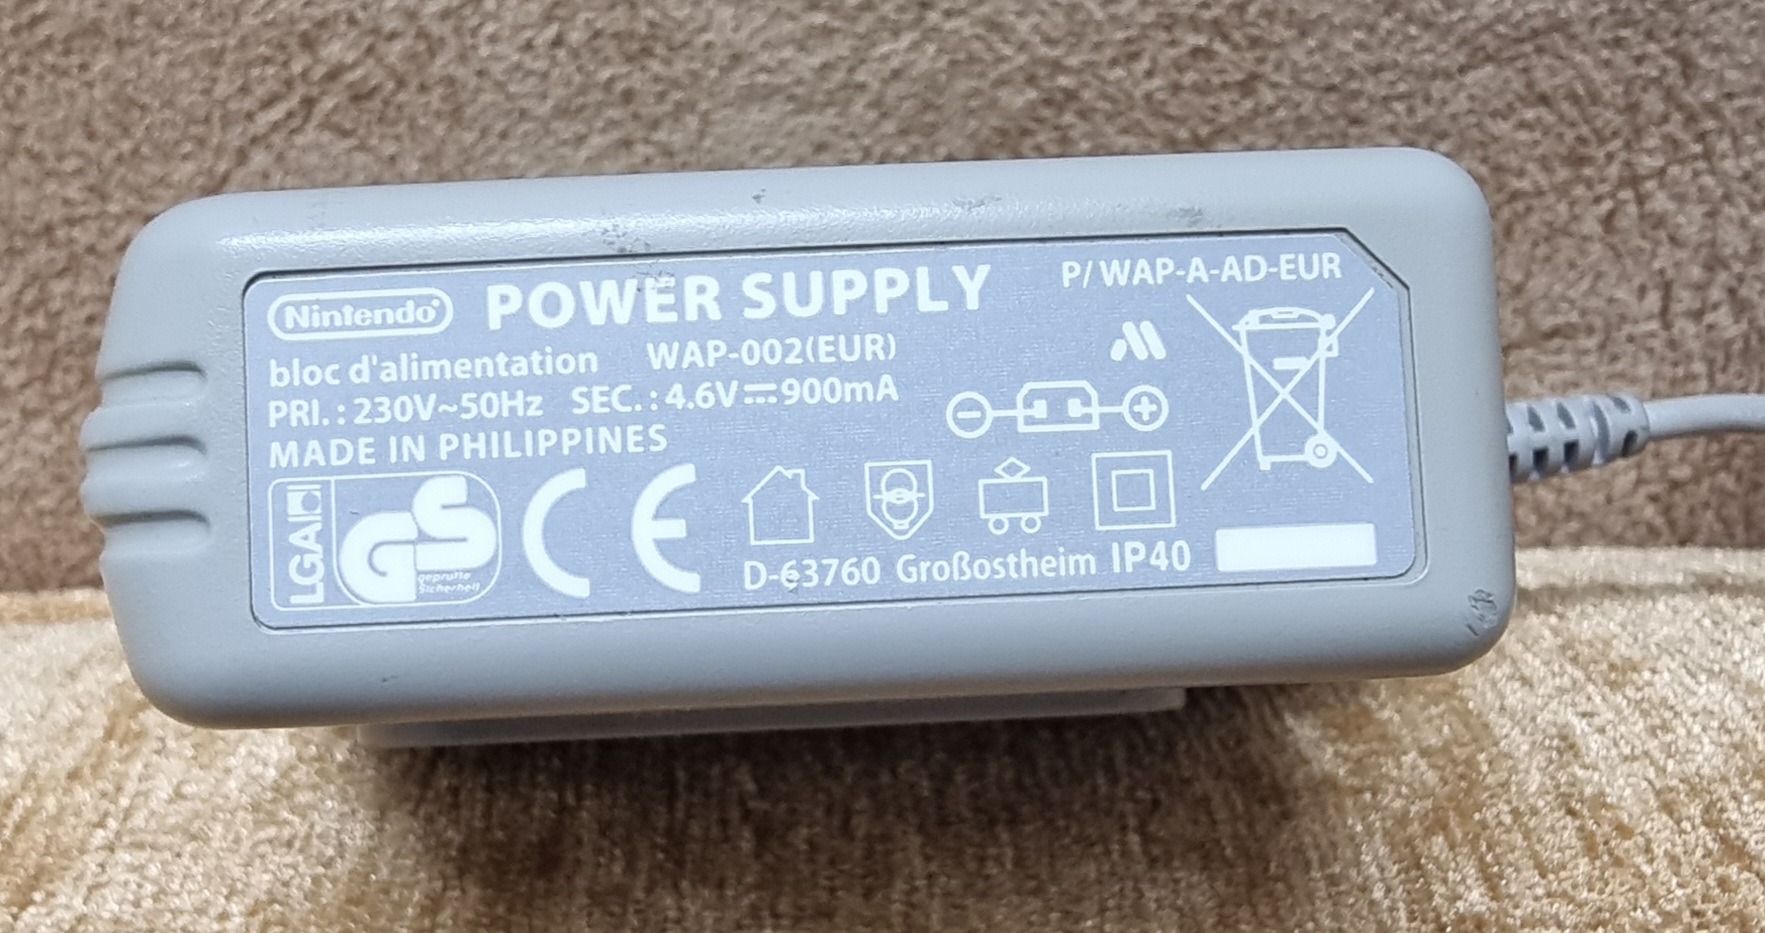 Nintendo® POWER SUPPLY P/ WAP-A-AD-EUR
bloc d'alimentation WAP-002(EUR)
PRI. : 230V~50Hz SEC. : 4.6V⎓900mA
MADE IN PHILIPPINES
LGAI
GS
geprüfte
Sicherheit
CE
D-63760 Großostheim IP40